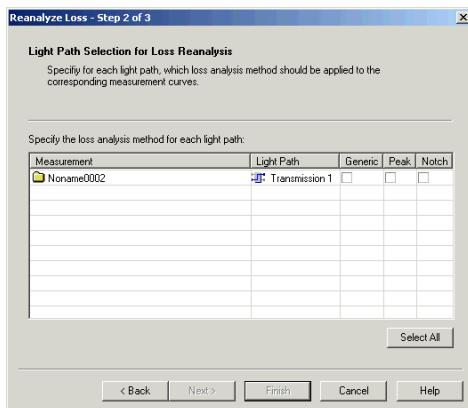 Reanalyze Loss - Step 2 of 3
Light Path Selection for Loss Reanalysis
Specifiy for each light path, which loss analysis method should be applied to the
corresponding measurement curves.
Specify the loss analysis method for each light path:
Measurement Light Path Generic Peak Notch
Noname0002 Transmission 1
Select All
< Back Next > Finish Cancel Help